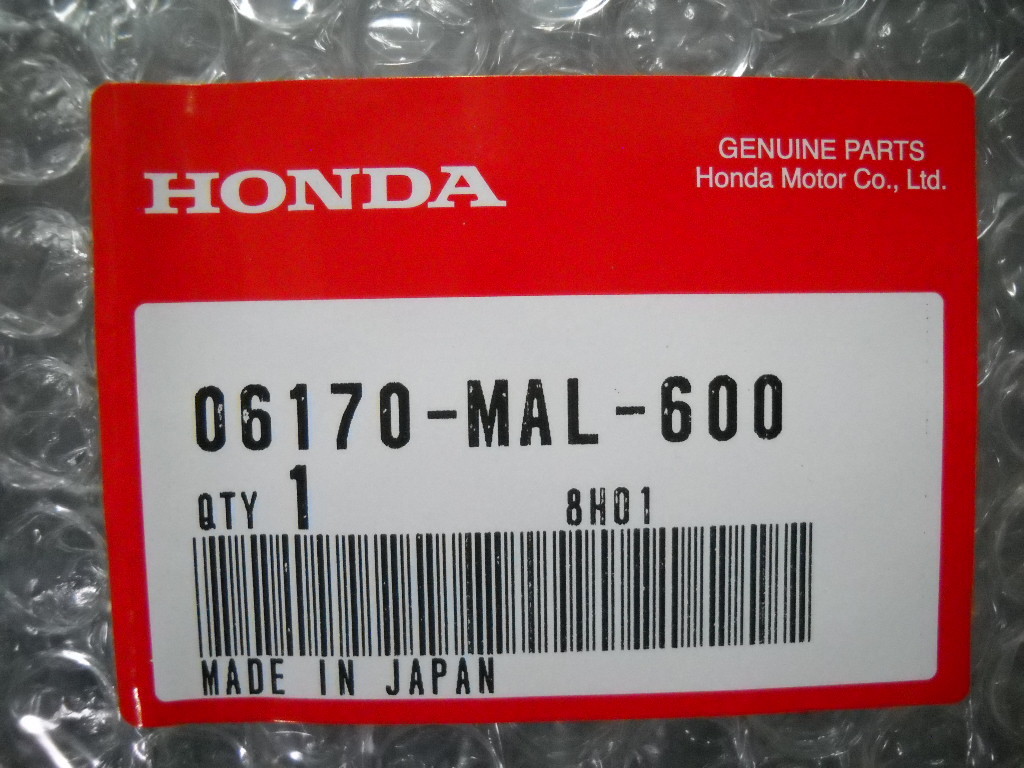 HONDA
GENUINE PARTS
Honda Motor Co., Ltd.
06170-MAL-600
QTY 1 8H01
MADE IN JAPAN